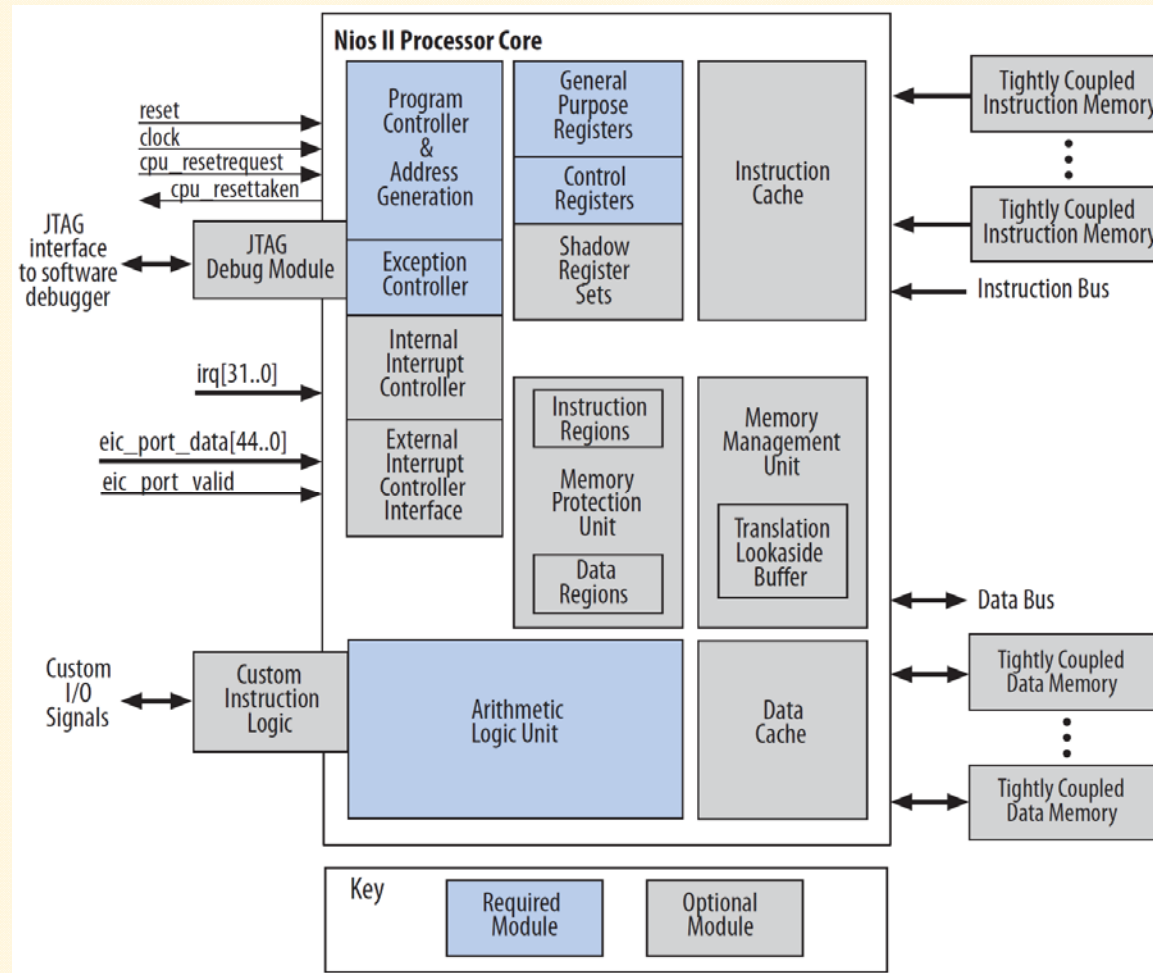 Nios II Processor Core
reset
clock
cpu_resetrequest
cpu_resettaken
JTAG
interface
to software
debugger
JTAG
Debug Module
irq[31..0]
eic_port_data[44..0]
eic_port_valid
Custom
I/O
Signals
Custom
Instruction
Logic
Program
Controller
&
Address
Generation
Exception
Controller
Internal
Interrupt
Controller
External
Interrupt
Controller
Interface
General
Purpose
Registers
Control
Registers
Shadow
Register
Sets
Instruction
Cache
Instruction
Regions
Memory
Protection
Unit
Data
Regions
Memory
Management
Unit
Translation
Lookaside
Buffer
Arithmetic
Logic Unit
Data
Cache
Tightly Coupled
Instruction Memory
Tightly Coupled
Instruction Memory
Instruction Bus
Data Bus
Tightly Coupled
Data Memory
Tightly Coupled
Data Memory
Key
Required
Module
Optional
Module